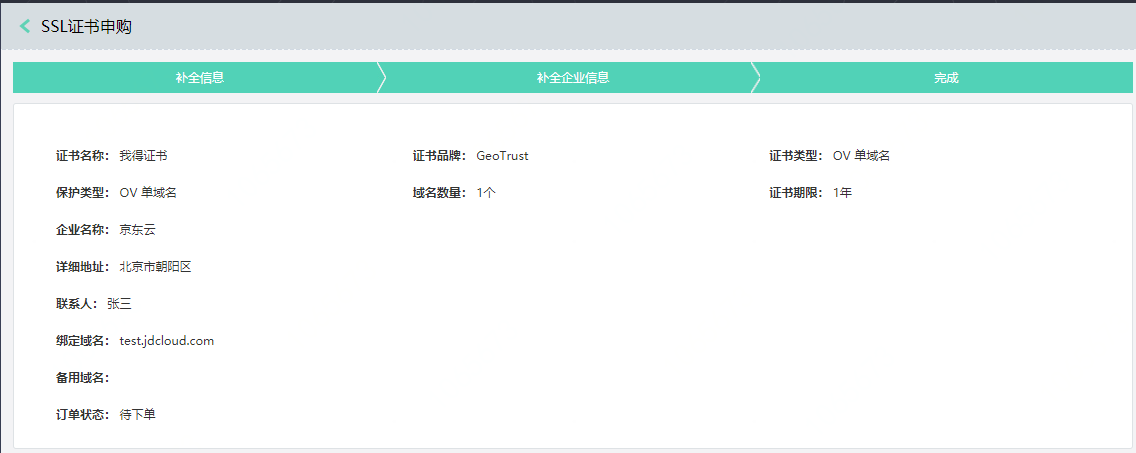 SSL证书申购
补全信息 补全企业信息 完成
证书名称： 我得证书 证书品牌： GeoTrust 证书类型： OV 单域名
保护类型： OV 单域名 域名数量： 1个 证书期限： 1年
企业名称： 京东云
详细地址： 北京市朝阳区
联系人： 张三
绑定域名： test.jdcloud.com
备用域名：
订单状态： 待下单